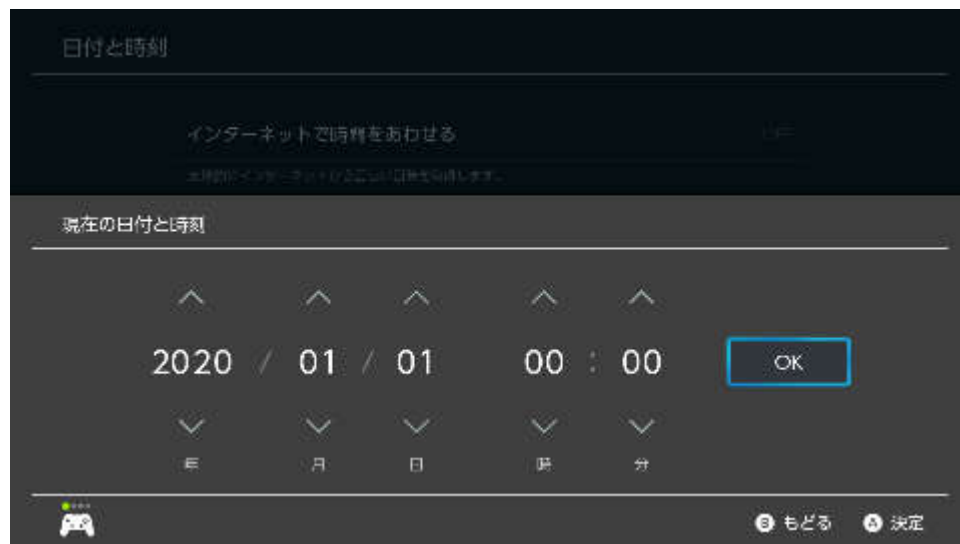 日付と時刻
インターネットで時刻をあわせる
現在の日付と時刻
2020 / 01 / 01 00 : 00 OK
年 月 日 時 分
B もどる A 決定